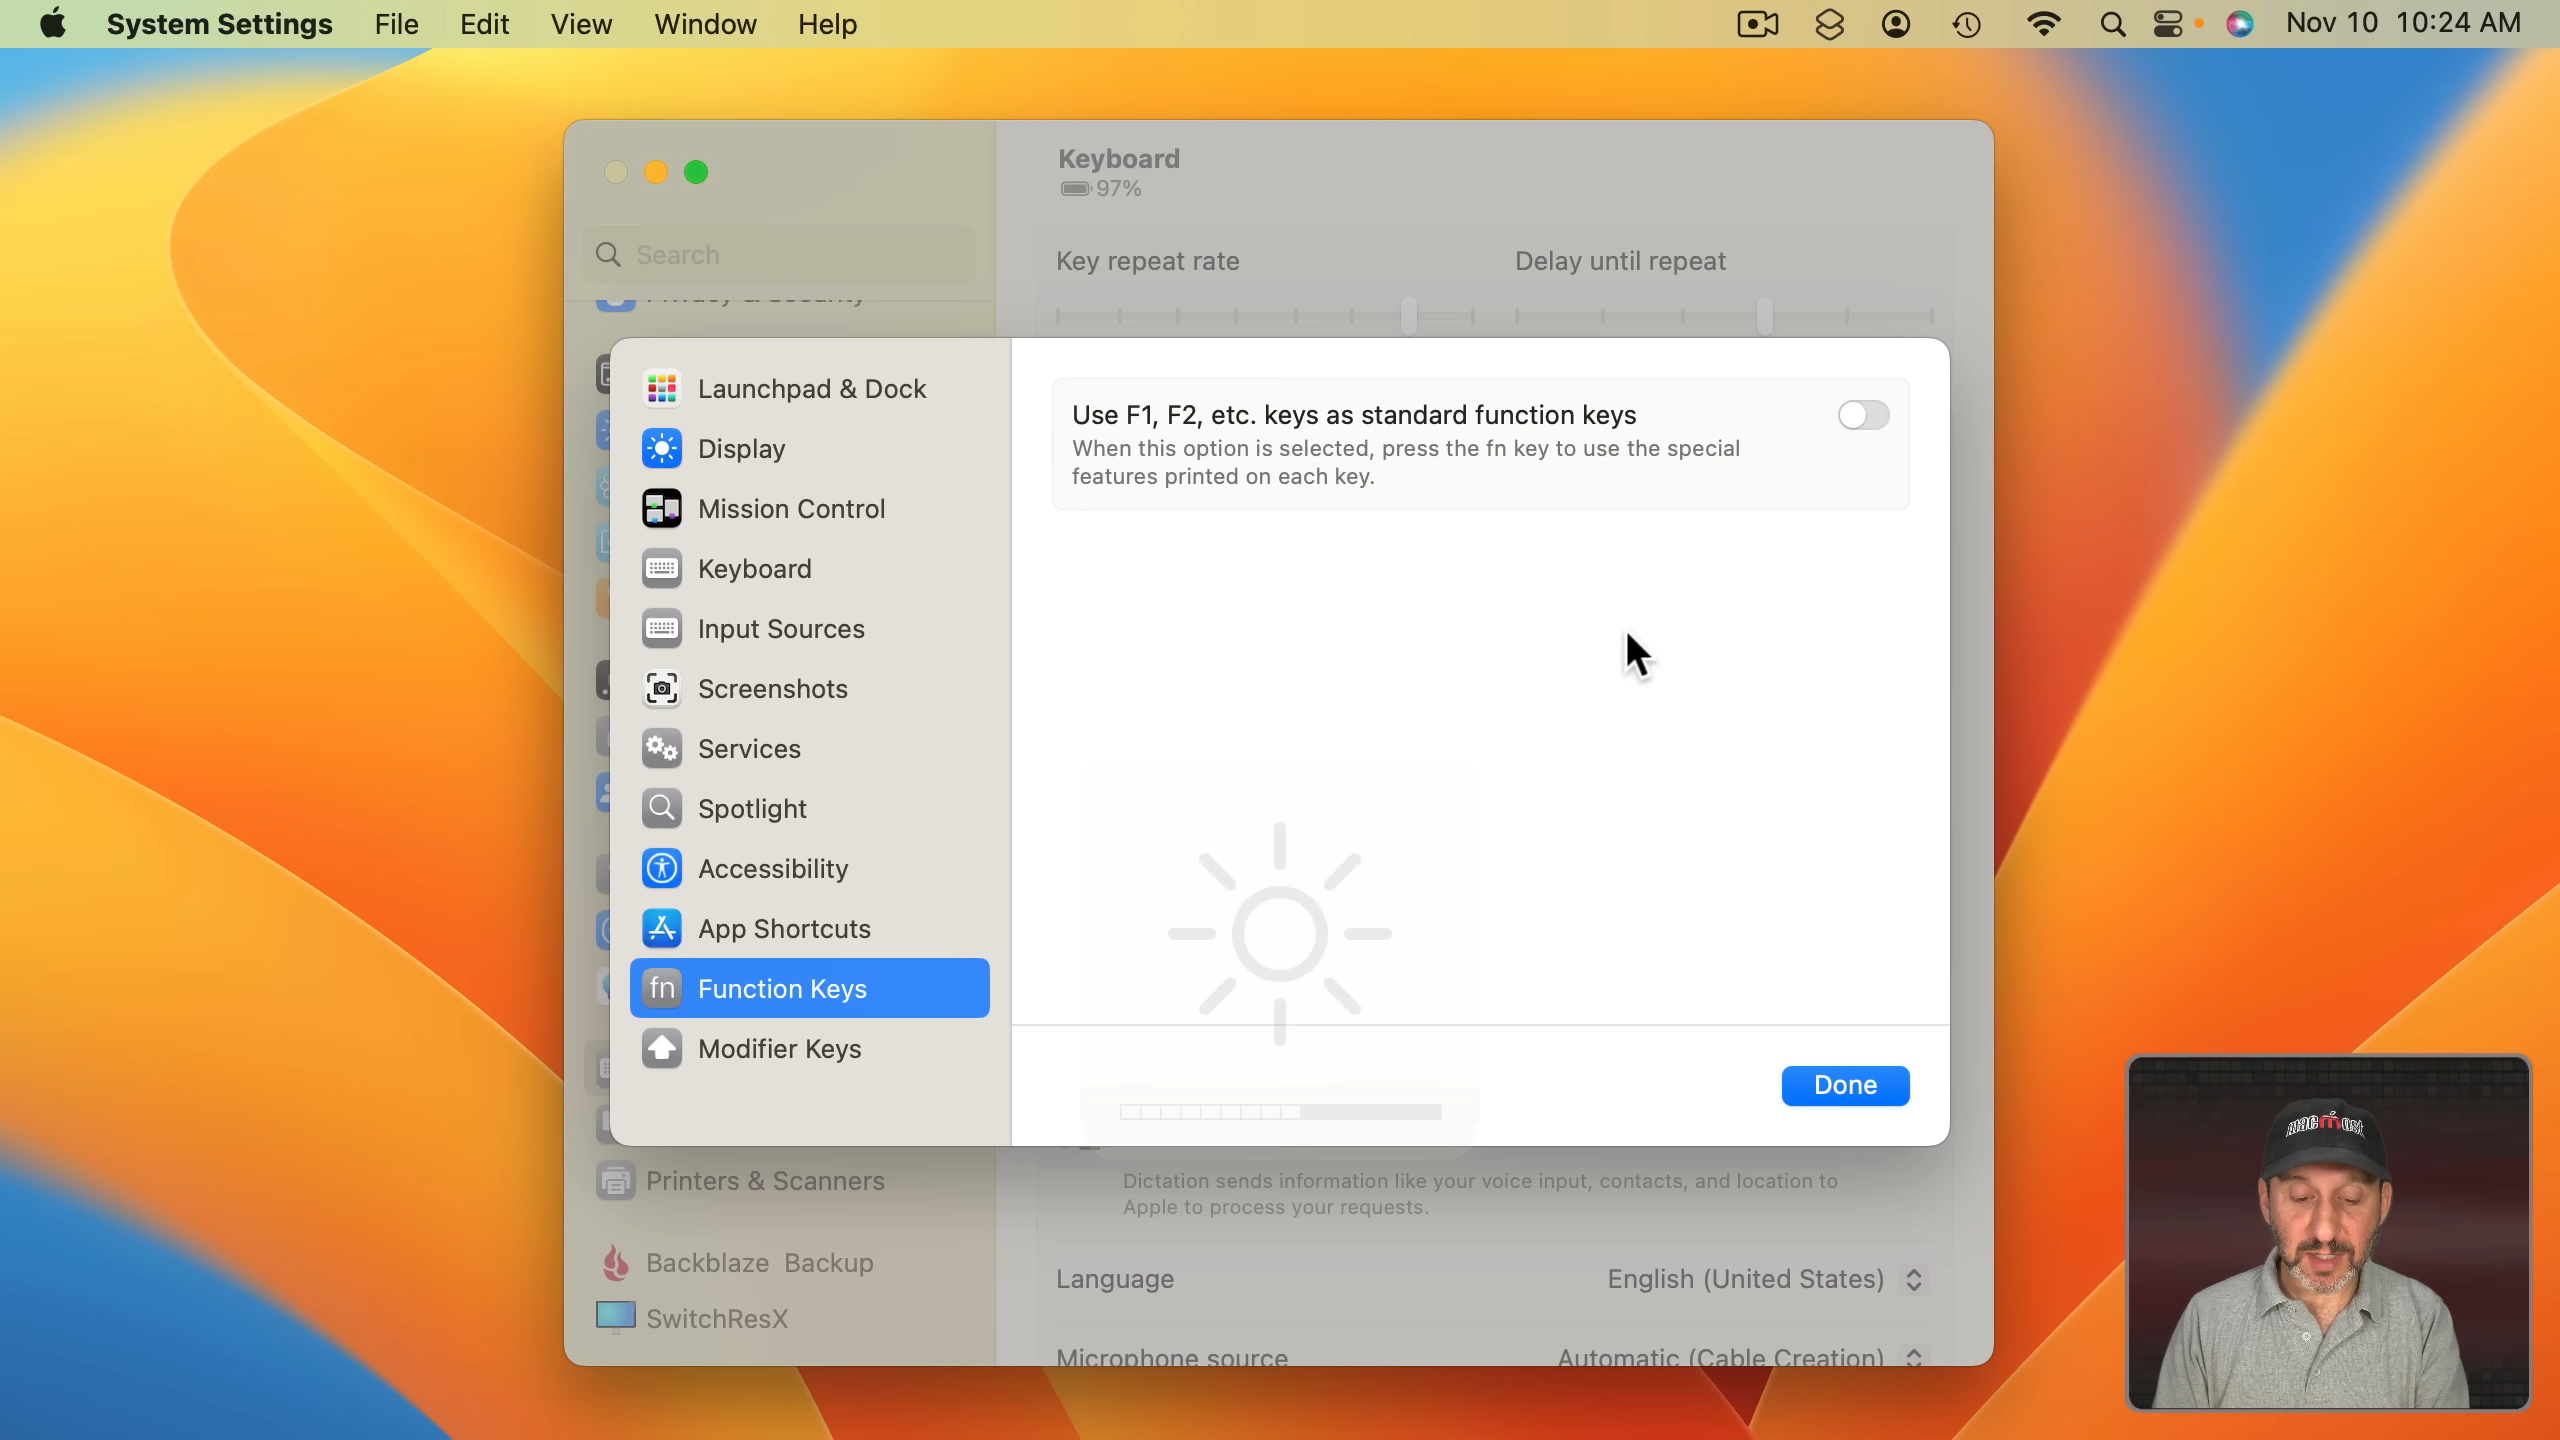 System Settings File Edit View Window Help
Nov 10 10:24 AM
Keyboard
97%
Search
Key repeat rate
Delay until repeat
Privacy & Security
Launchpad & Dock
Display
Mission Control
Keyboard
Input Sources
Screenshots
Services
Spotlight
Accessibility
App Shortcuts
fn Function Keys
Modifier Keys
Use F1, F2, etc. keys as standard function keys
When this option is selected, press the fn key to use the special
features printed on each key.
Done
Printers & Scanners
Backblaze Backup
SwitchResX
Dictation sends information like your voice input, contacts, and location to
Apple to process your requests.
Language
English (United States)
Microphone source
Automatic (Cable Creation)
macmost